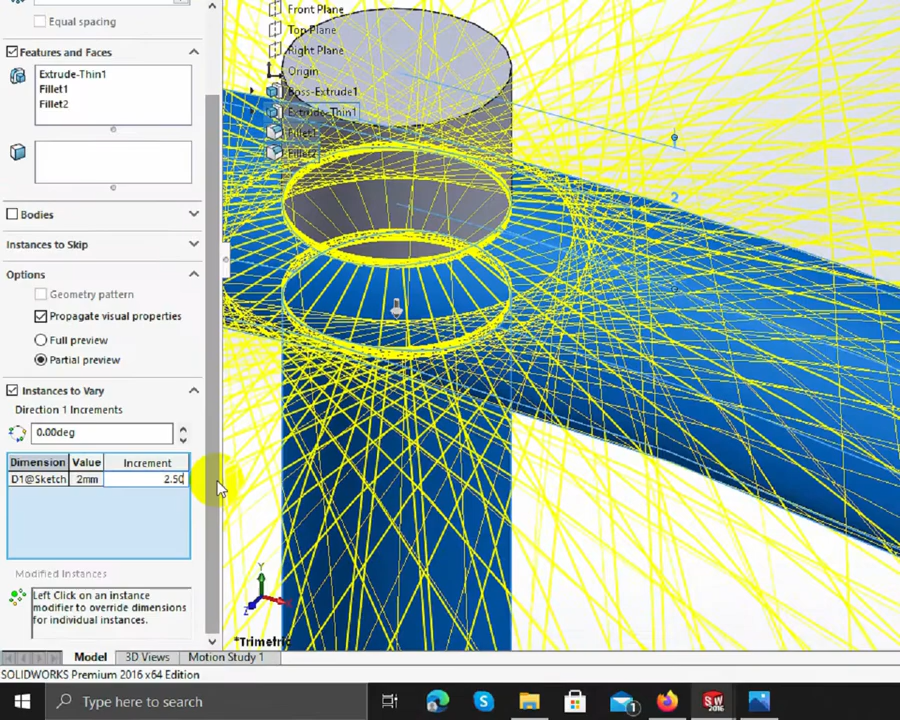 Equal spacing
Features and Faces
Extrude-Thin1
Fillet1
Fillet2
Bodies
Instances to Skip
Options
Geometry pattern
Propagate visual properties
Full preview
Partial preview
Instances to Vary
Direction 1 Increments
0.00deg
Dimension Value Increment
D1@Sketch 2mm 2.50
Modified Instances
Left Click on an instance
modifier to override dimensions
for individual instances.
Front Plane
Top Plane
Right Plane
Origin
Boss-Extrude1
Extrude-Thin1
Fillet1
Fillet2
2
Y
Z
*Trimetric
Model 3D Views Motion Study 1
SOLIDWORKS Premium 2016 x64 Edition
Type here to search
1
SW
2016